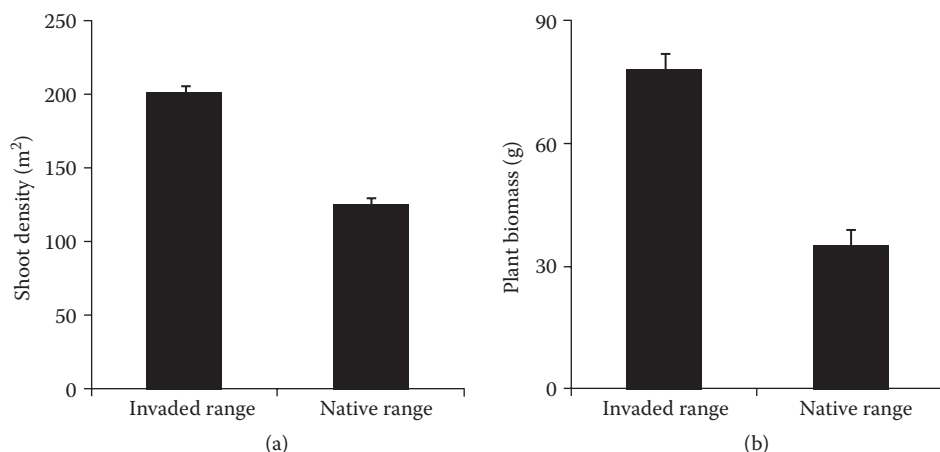 Shoot density (m²)
250
200
150
100
50
0
Invaded range
Native range
(a)
Plant biomass (g)
90
60
30
0
Invaded range
Native range
(b)